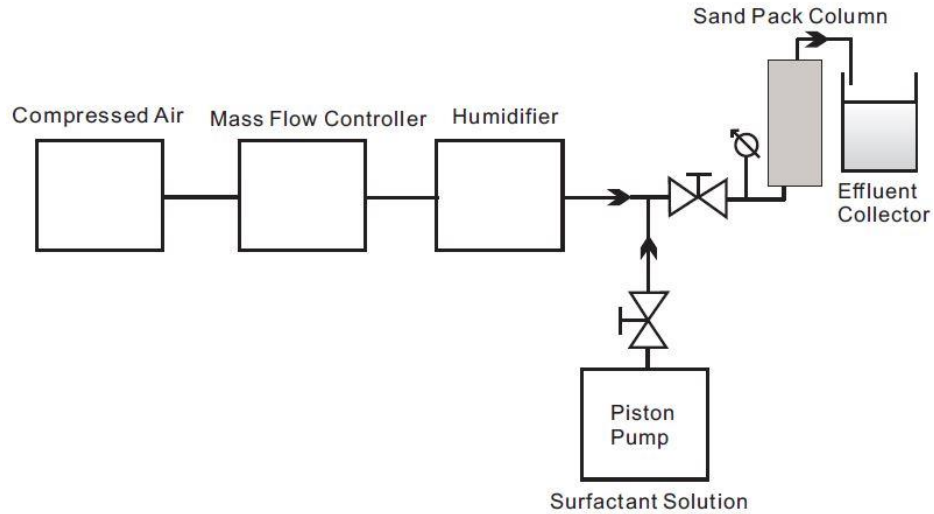 Sand Pack Column
Compressed Air
Mass Flow Controller
Humidifier
Effluent
Collector
Piston
Pump
Surfactant Solution